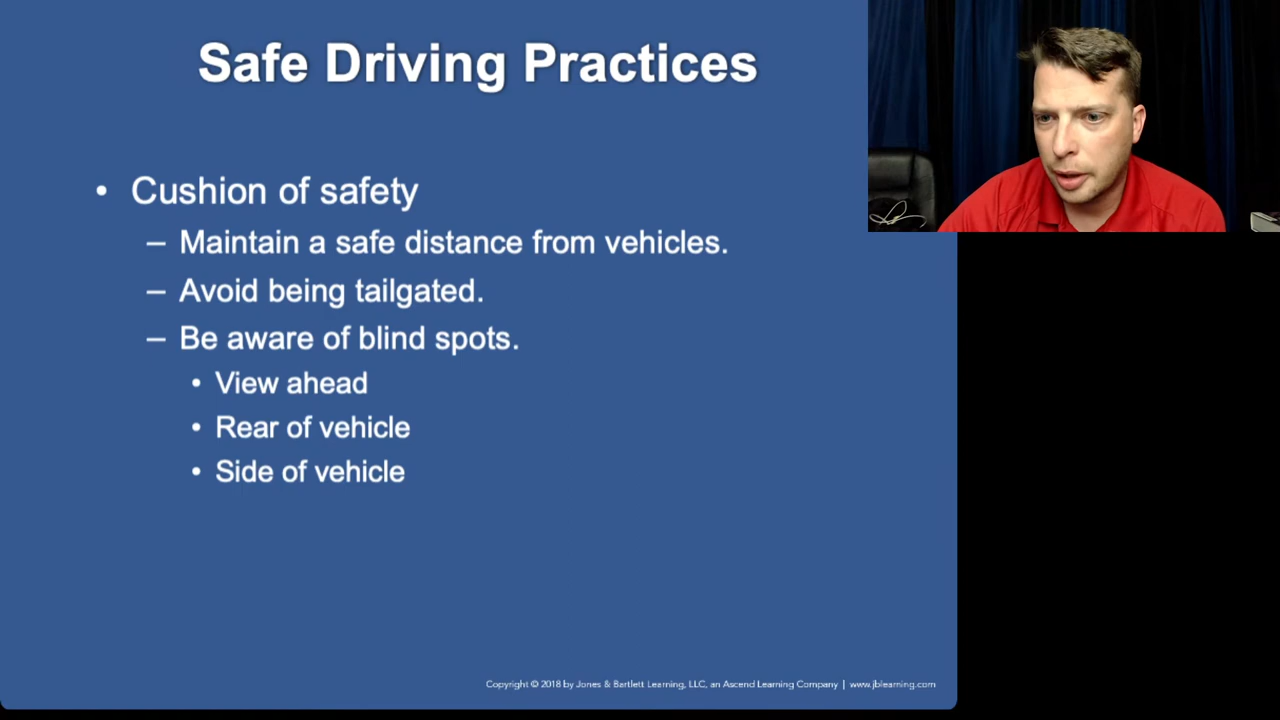 Safe Driving Practices
• Cushion of safety
– Maintain a safe distance from vehicles.
– Avoid being tailgated.
– Be aware of blind spots.
• View ahead
• Rear of vehicle
• Side of vehicle
Copyright © 2018 by Jones & Bartlett Learning, LLC, an Ascend Learning Company | www.jblearning.com